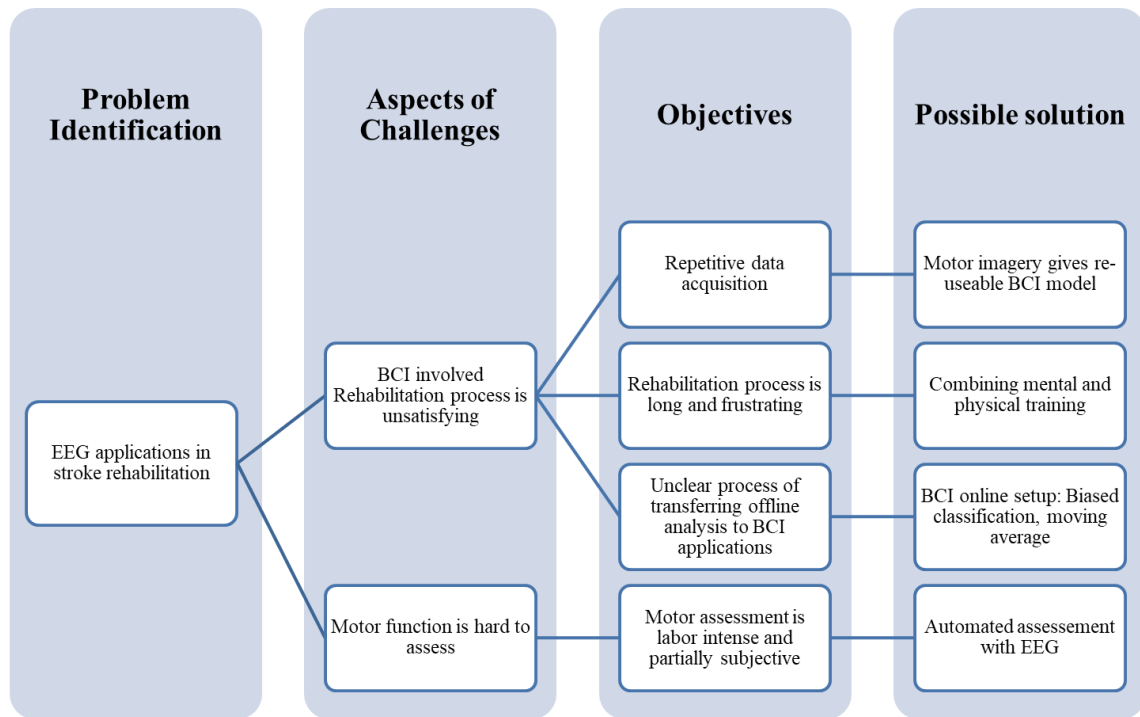 Problem
Identification
Aspects of
Challenges
Objectives
Possible solution
EEG applications in
stroke rehabilitation
BCI involved
Rehabilitation process is
unsatisfying
Motor function is hard to
assess
Repetitive data
acquisition
Rehabilitation process is
long and frustrating
Unclear process of
transferring offline
analysis to BCI
applications
Motor assessment is
labor intense and
partially subjective
Motor imagery gives re-
useable BCI model
Combining mental and
physical training
BCI online setup: Biased
classification, moving
average
Automated assessement
with EEG